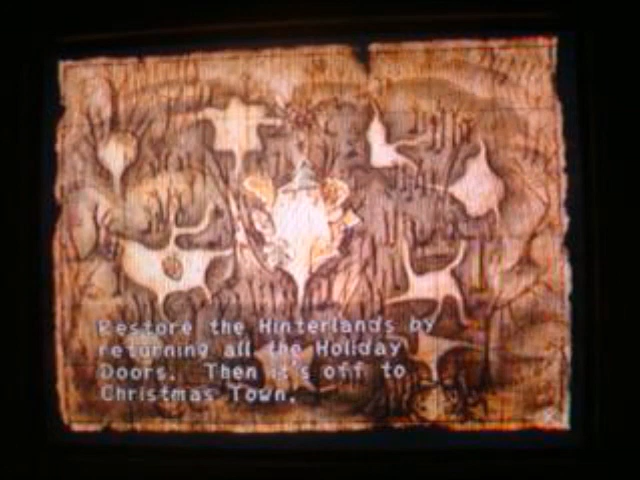 Restore the Hinterlands by
returning all the Holiday
Doors. Then it's off to
Christmas Town.